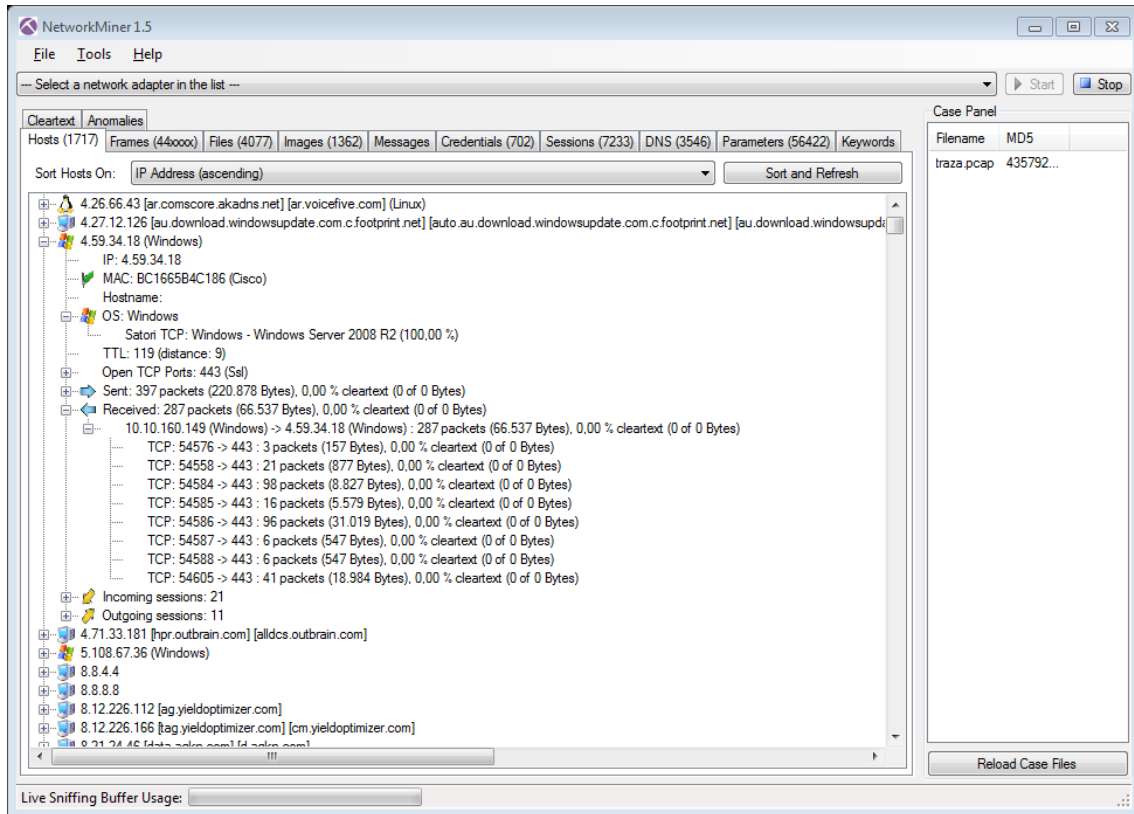 NetworkMiner 1.5
File Tools Help
--- Select a network adapter in the list ---
Start
Stop
Cleartext Anomalies
Hosts (1717) Frames (44xxxx) Files (4077) Images (1362) Messages Credentials (702) Sessions (7233) DNS (3546) Parameters (56422) Keywords
Sort Hosts On: IP Address (ascending) Sort and Refresh
4.26.66.43 [ar.comscore.akadns.net] [ar.voicefive.com] (Linux)
4.27.12.126 [au.download.windowsupdate.com.c.footprint.net] [auto.au.download.windowsupdate.com.c.footprint.net] [au.download.windowsupda
4.59.34.18 (Windows)
IP: 4.59.34.18
MAC: BC1665B4C186 (Cisco)
Hostname:
OS: Windows
Satori TCP: Windows - Windows Server 2008 R2 (100,00 %)
TTL: 119 (distance: 9)
Open TCP Ports: 443 (Ssl)
Sent: 397 packets (220.878 Bytes), 0,00 % cleartext (0 of 0 Bytes)
Received: 287 packets (66.537 Bytes), 0,00 % cleartext (0 of 0 Bytes)
10.10.160.149 (Windows) -> 4.59.34.18 (Windows) : 287 packets (66.537 Bytes), 0,00 % cleartext (0 of 0 Bytes)
TCP: 54576 -> 443 : 3 packets (157 Bytes), 0,00 % cleartext (0 of 0 Bytes)
TCP: 54558 -> 443 : 21 packets (877 Bytes), 0,00 % cleartext (0 of 0 Bytes)
TCP: 54584 -> 443 : 98 packets (8.827 Bytes), 0,00 % cleartext (0 of 0 Bytes)
TCP: 54585 -> 443 : 16 packets (5.579 Bytes), 0,00 % cleartext (0 of 0 Bytes)
TCP: 54586 -> 443 : 96 packets (31.019 Bytes), 0,00 % cleartext (0 of 0 Bytes)
TCP: 54587 -> 443 : 6 packets (547 Bytes), 0,00 % cleartext (0 of 0 Bytes)
TCP: 54588 -> 443 : 6 packets (547 Bytes), 0,00 % cleartext (0 of 0 Bytes)
TCP: 54605 -> 443 : 41 packets (18.984 Bytes), 0,00 % cleartext (0 of 0 Bytes)
Incoming sessions: 21
Outgoing sessions: 11
4.71.33.181 [hpr.outbrain.com] [alldcs.outbrain.com]
5.108.67.36 (Windows)
8.8.4.4
8.8.8.8
8.12.226.112 [ag.yieldoptimizer.com]
8.12.226.166 [tag.yieldoptimizer.com] [cm.yieldoptimizer.com]
8.21.24.46 [data.agkn.com] [d.agkn.com]
Case Panel
Filename MD5
traza.pcap 435792...
Reload Case Files
Live Sniffing Buffer Usage: